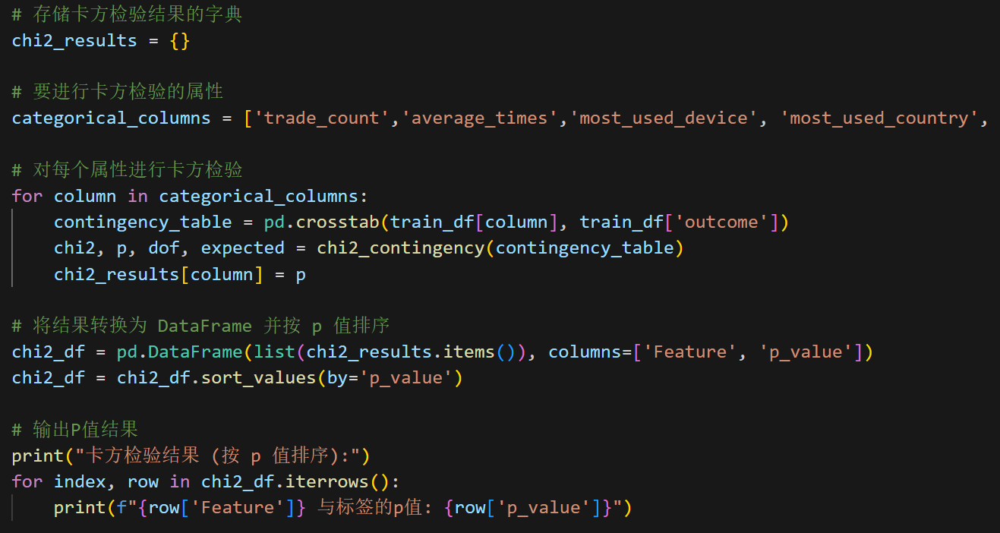 # 存储卡方检验结果的字典
chi2_results = {}
# 要进行卡方检验的属性
categorical_columns = ['trade_count','average_times','most_used_device', 'most_used_country',
# 对每个属性进行卡方检验
for column in categorical_columns:
    contingency_table = pd.crosstab(train_df[column], train_df['outcome'])
    chi2, p, dof, expected = chi2_contingency(contingency_table)
    chi2_results[column] = p
# 将结果转换为 DataFrame 并按 p 值排序
chi2_df = pd.DataFrame(list(chi2_results.items()), columns=['Feature', 'p_value'])
chi2_df = chi2_df.sort_values(by='p_value')
# 输出P值结果
print("卡方检验结果 (按 p 值排序):")
for index, row in chi2_df.iterrows():
    print(f"{row['Feature']} 与标签的p值: {row['p_value']}")